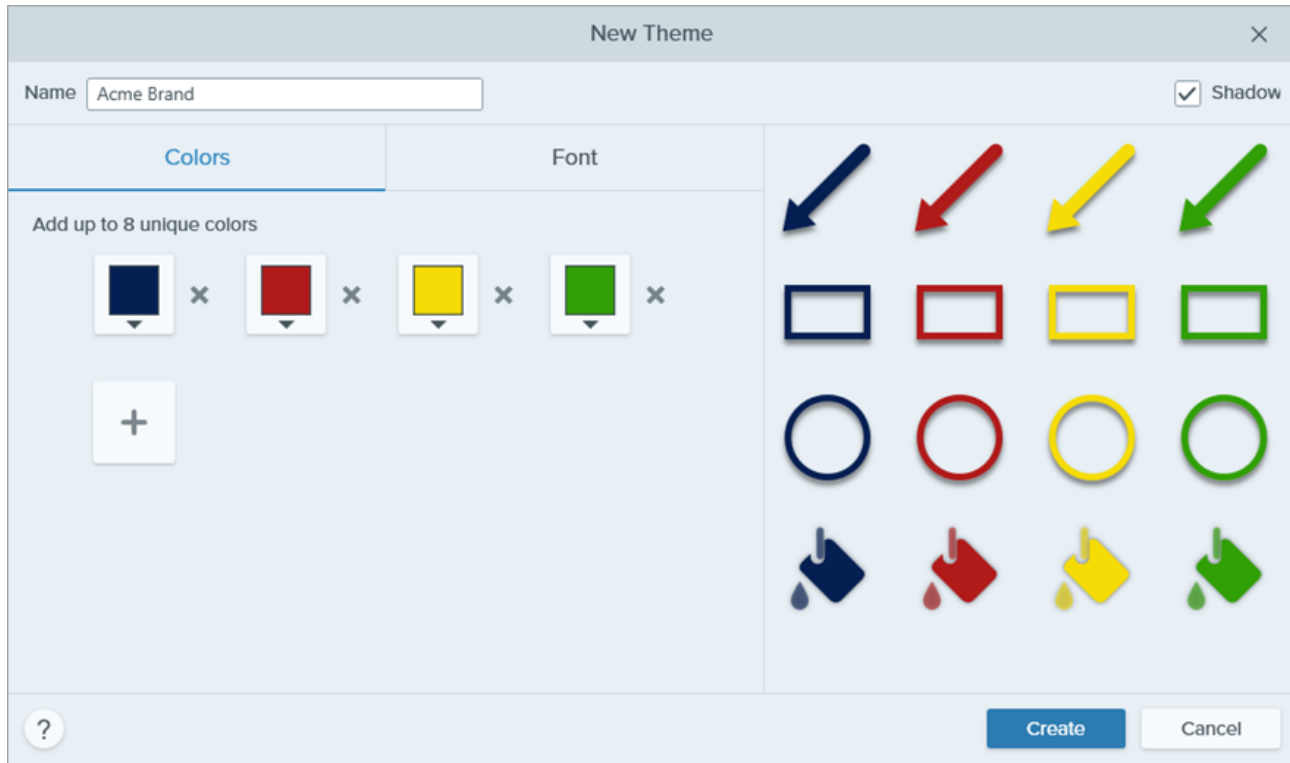 New Theme
Name Acme Brand
Shadow
Colors Font
Add up to 8 unique colors
?
Create Cancel